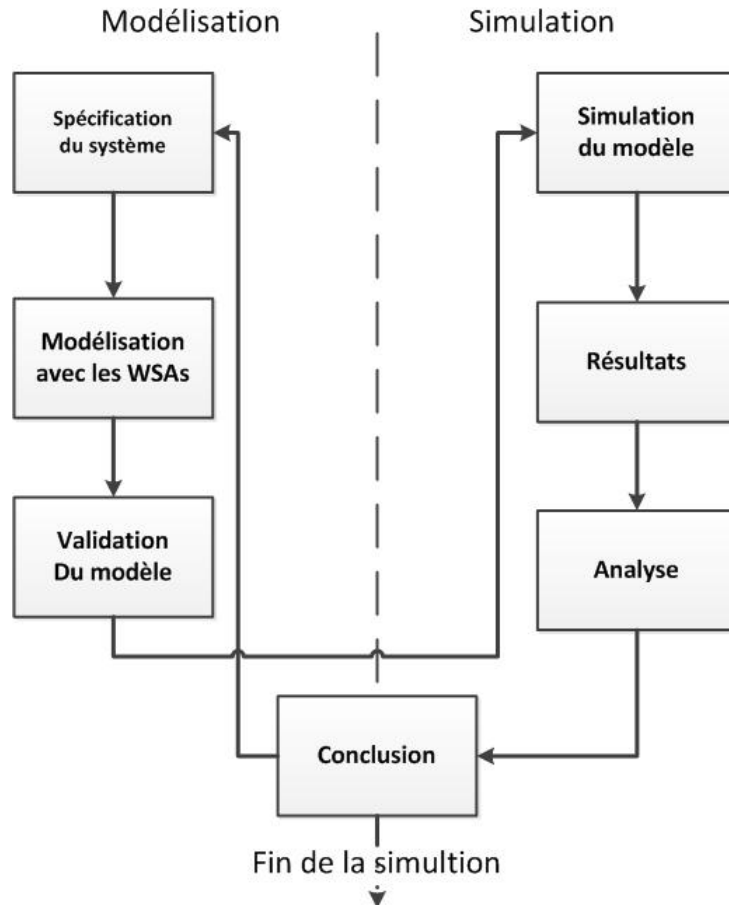 Modélisation
Simulation
Spécification
du système
Modélisation
avec les WSAs
Validation
Du modèle
Simulation
du modèle
Résultats
Analyse
Conclusion
Fin de la simultion